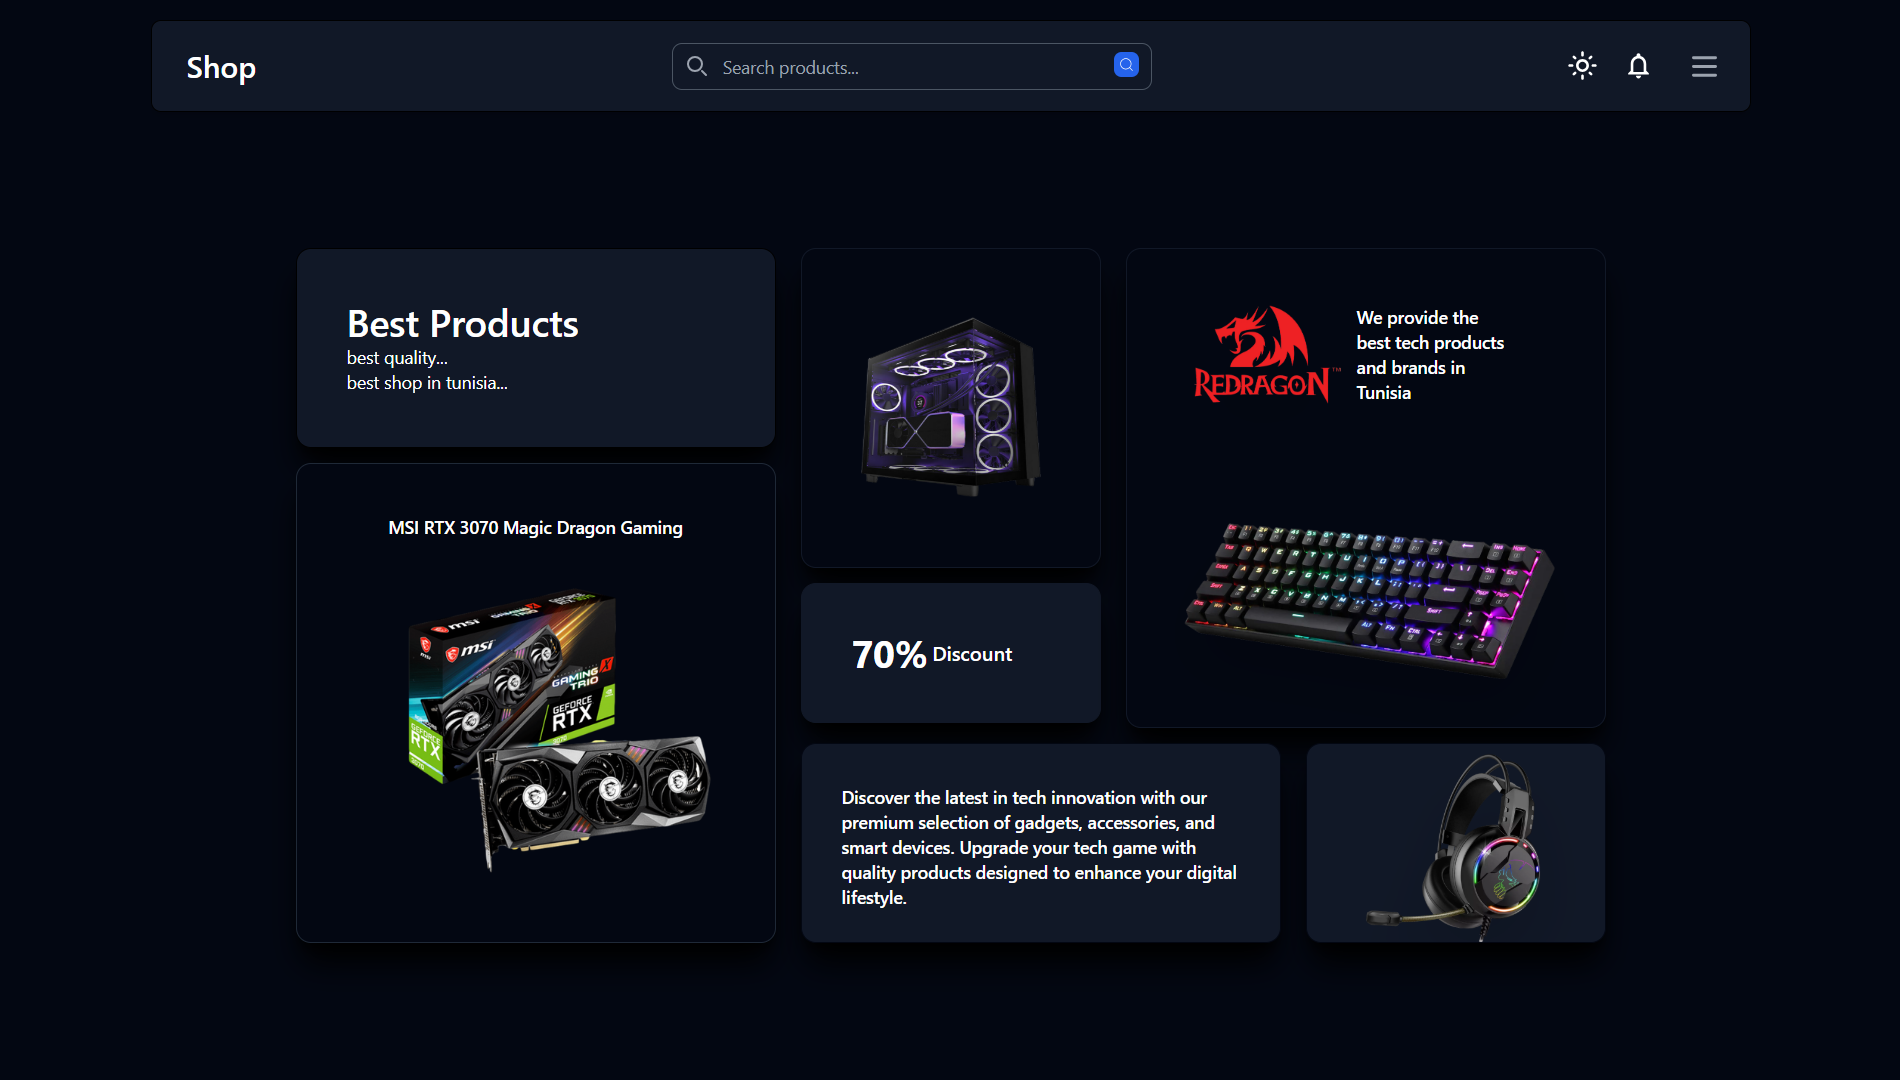 Shop
Search products...
Best Products
best quality...
best shop in tunisia...
REDRAGON™
We provide the
best tech products
and brands in
Tunisia
MSI RTX 3070 Magic Dragon Gaming
msi
GAMING X
TRIO
GEFORCE
RTX
GEFORCE
RTX
70% Discount
Discover the latest in tech innovation with our
premium selection of gadgets, accessories, and
smart devices. Upgrade your tech game with
quality products designed to enhance your digital
lifestyle.